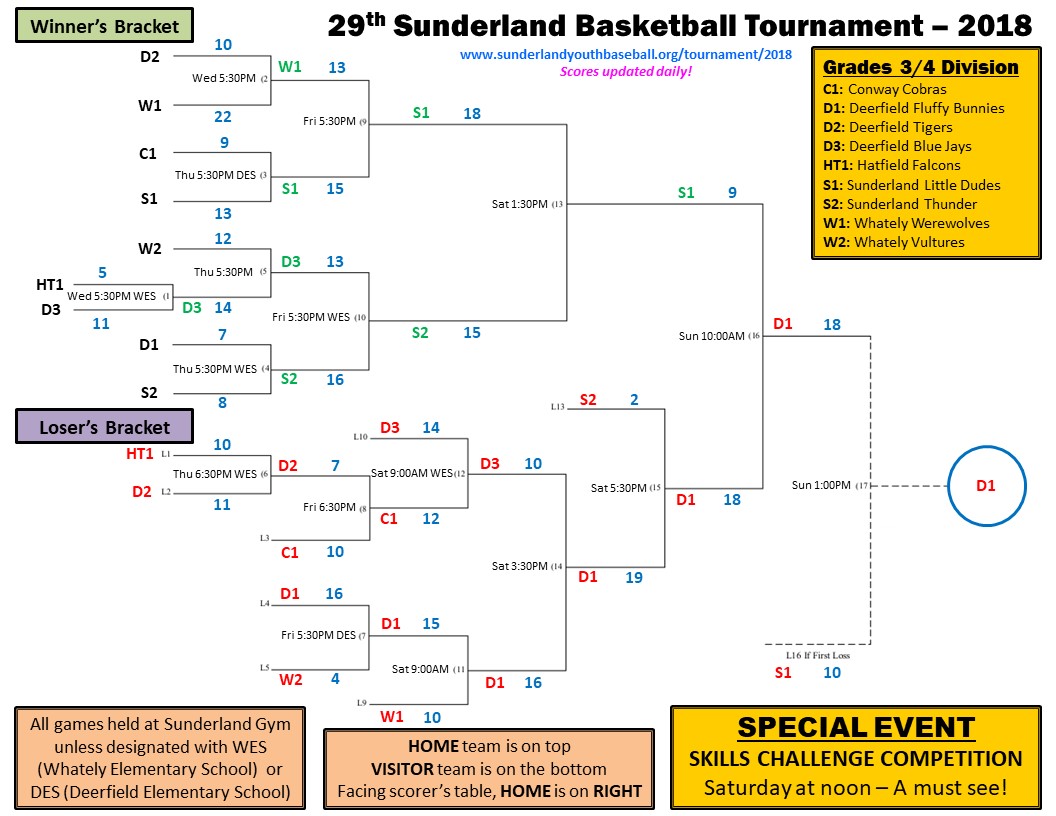 Winner's Bracket
29th Sunderland Basketball Tournament – 2018
www.sunderlandyouthbaseball.org/tournament/2018
Scores updated daily!
Grades 3/4 Division
C1: Conway Cobras
D1: Deerfield Fluffy Bunnies
D2: Deerfield Tigers
D3: Deerfield Blue Jays
HT1: Hatfield Falcons
S1: Sunderland Little Dudes
S2: Sunderland Thunder
W1: Whately Werewolves
W2: Whately Vultures
D2 10
Wed 5:30PM (2
W1 22
W1 13
Fri 5:30PM (9
C1 9
Thu 5:30PM DES (3
S1 13
S1 15
S1 18
Sat 1:30PM (13
S1 9
W2 12
Thu 5:30PM (5
HT1 5
Wed 5:30PM WES (1
D3 11
D3 14
D3 13
Fri 5:30PM WES (10
S2 15
D1 7
Thu 5:30PM WES (4
S2 8
S2 16
Sun 10:00AM (16
D1 18
Loser's Bracket
HT1 L1 10
Thu 6:30PM WES (6
D2 L2 11
D2 7
Fri 6:30PM (8
L3 C1 10
L10 D3 14
Sat 9:00AM WES (12
C1 12
D3 10
Sat 3:30PM (14
L13 S2 2
Sat 5:30PM (15
D1 18
Sun 1:00PM (17
D1
L4 D1 16
Fri 5:30PM DES (7
L5 W2 4
D1 15
Sat 9:00AM (11
L9 W1 10
D1 16
D1 19
L16 If First Loss
S1 10
All games held at Sunderland Gym
unless designated with WES
(Whately Elementary School) or
DES (Deerfield Elementary School)
HOME team is on top
VISITOR team is on the bottom
Facing scorer's table, HOME is on RIGHT
SPECIAL EVENT
SKILLS CHALLENGE COMPETITION
Saturday at noon – A must see!